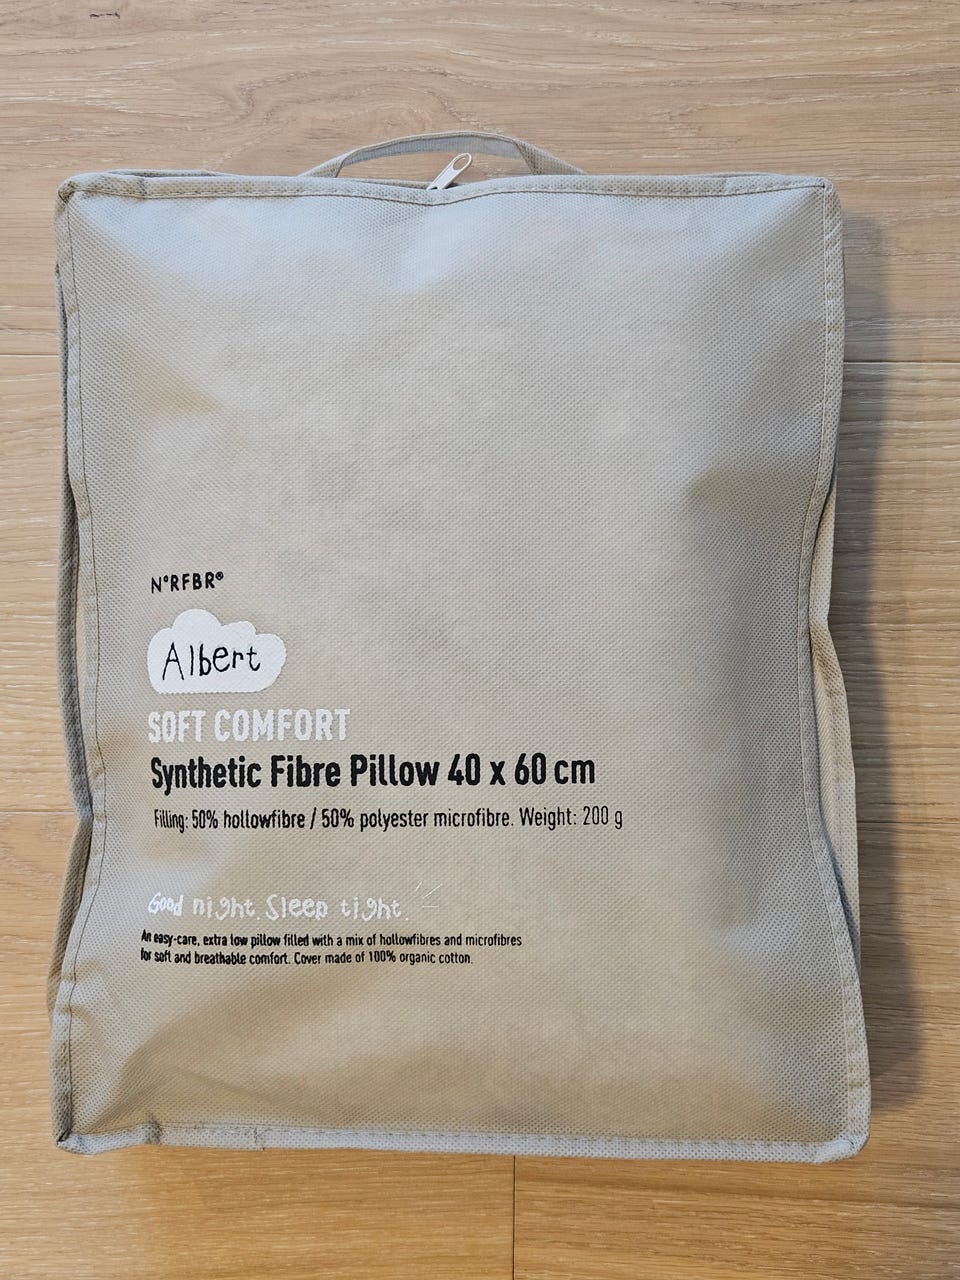 N°RFBR®
Albert
SOFT COMFORT
Synthetic Fibre Pillow 40 x 60 cm
Filling: 50% hollowfibre / 50% polyester microfibre. Weight: 200 g
Good night. Sleep tight.
An easy-care, extra low pillow filled with a mix of hollowfibres and microfibres
for soft and breathable comfort. Cover made of 100% organic cotton.